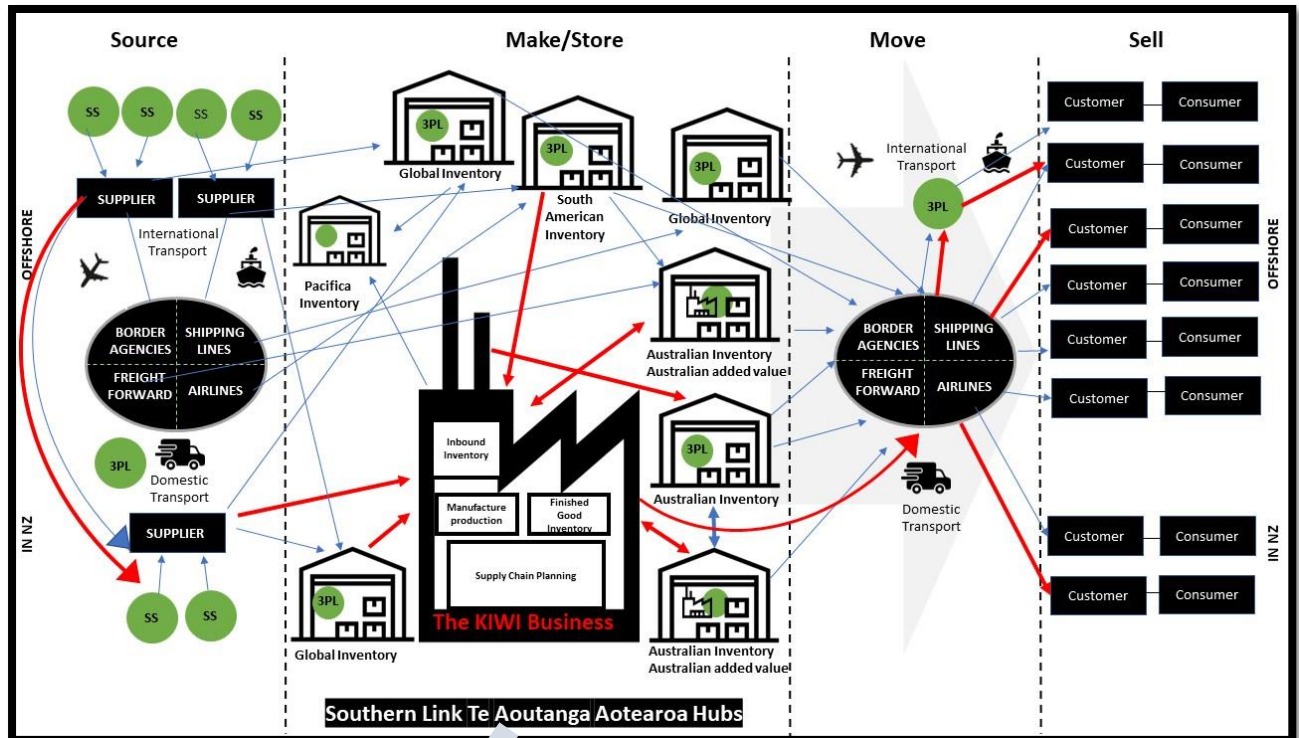 Source
Make/Store
Move
Sell
SS
SS
SS
SS
SUPPLIER
SUPPLIER
International
Transport
OFFSHORE
BORDER
AGENCIES
SHIPPING
LINES
FREIGHT
FORWARD
AIRLINES
3PL
Domestic
Transport
IN NZ
SUPPLIER
SS
SS
3PL
Global Inventory
3PL
South
American
Inventory
3PL
Global Inventory
Pacifica
Inventory
Australian Inventory
Australian added value
3PL
Australian Inventory
Inbound
Inventory
Manufacture
production
Finished
Good
Inventory
Supply Chain Planning
The KIWI Business
3PL
Global Inventory
Australian Inventory
Australian added value
Southern Link Te Aoutanga Aotearoa Hubs
International
Transport
3PL
BORDER
AGENCIES
SHIPPING
LINES
FREIGHT
FORWARD
AIRLINES
Domestic
Transport
Customer
Consumer
Customer
Consumer
Customer
Consumer
Customer
Consumer
Customer
Consumer
Customer
Consumer
OFFSHORE
Customer
Consumer
Customer
Consumer
IN NZ